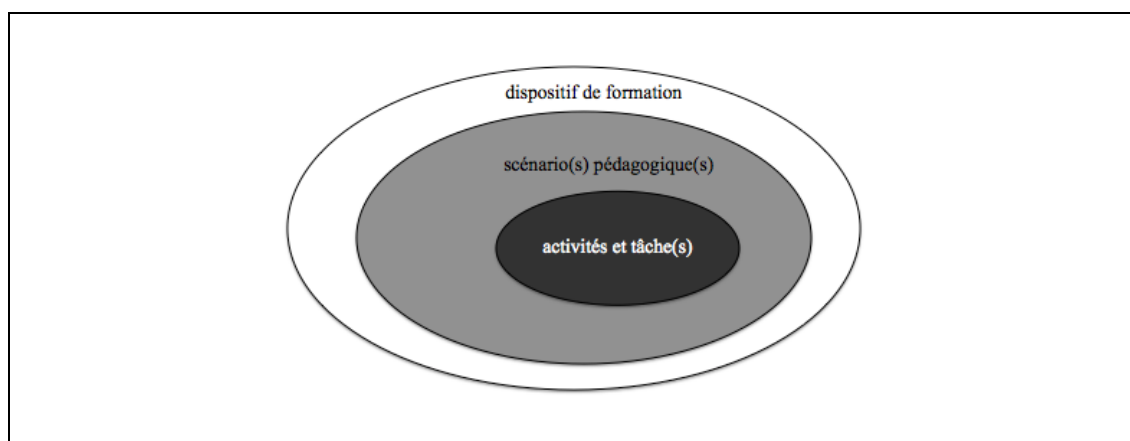 dispositif de formation
scénario(s) pédagogique(s)
activités et tâche(s)